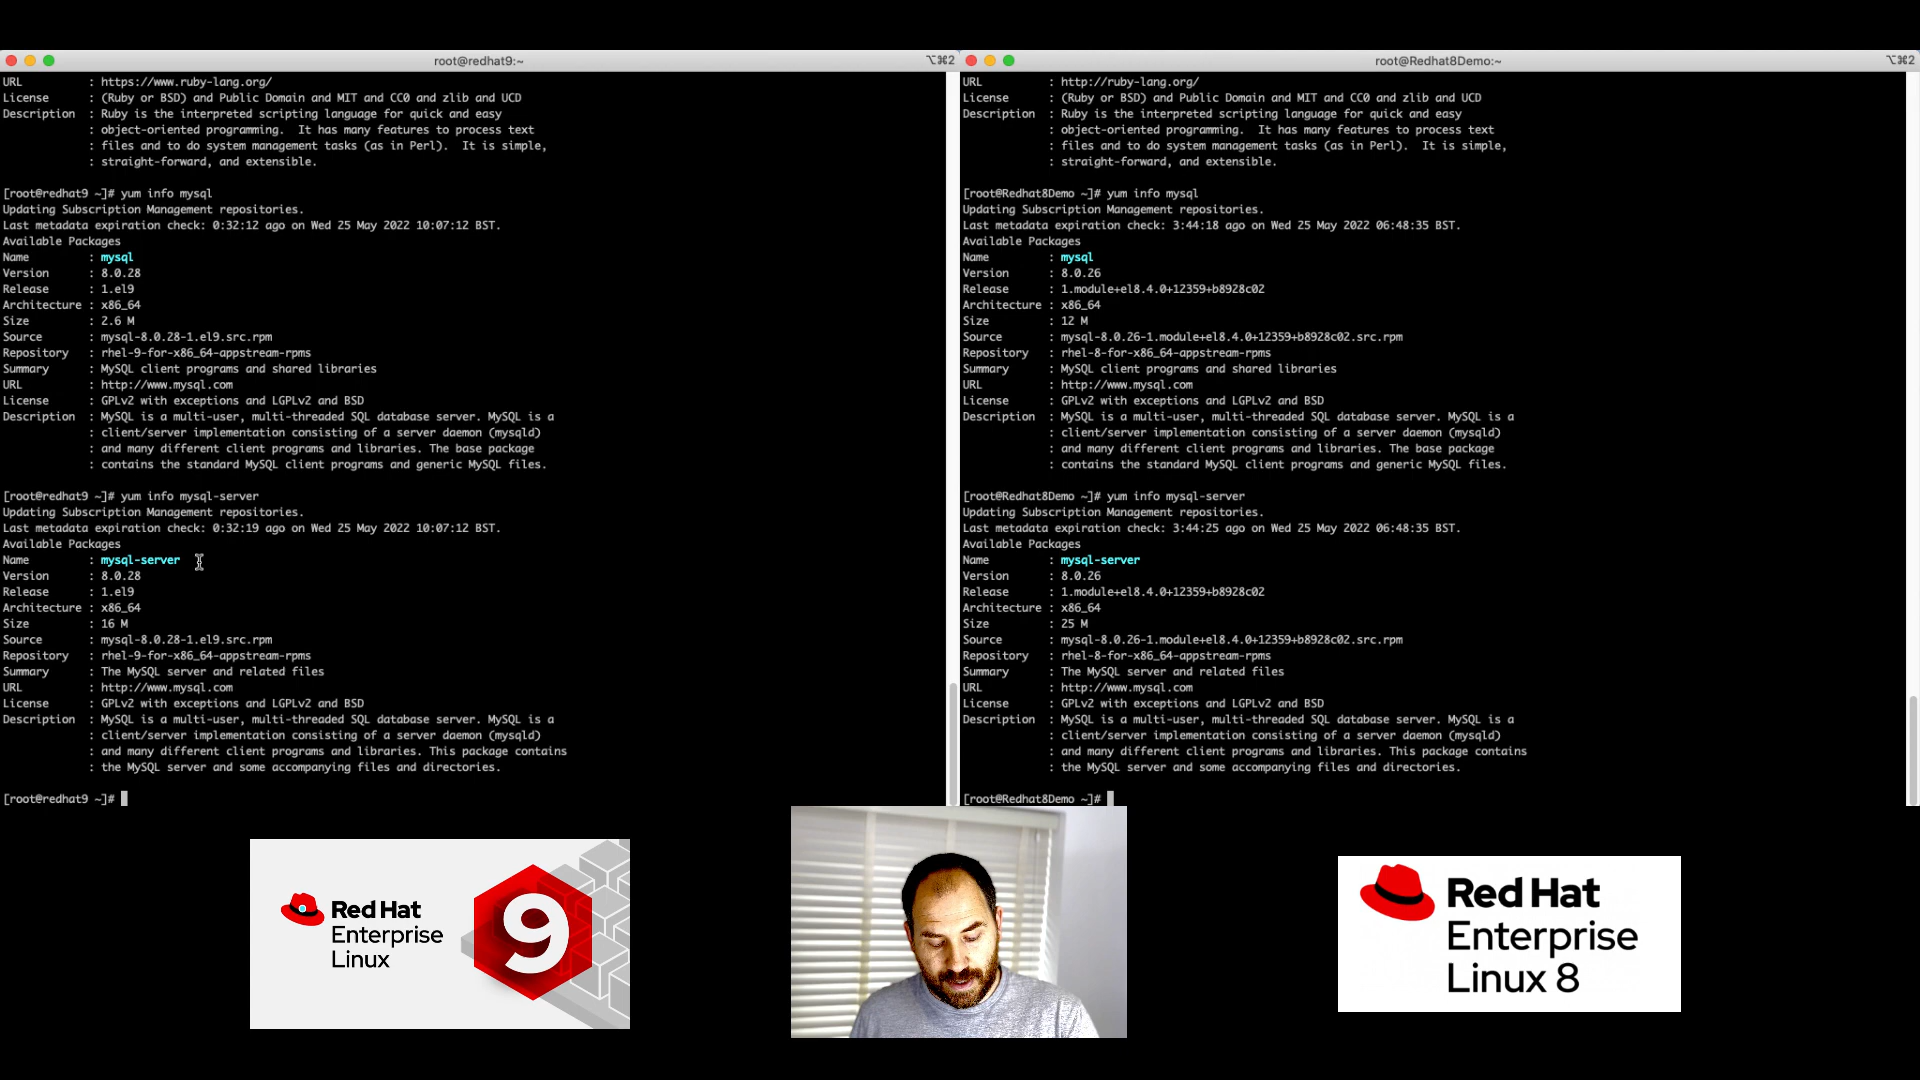 root@redhat9:~
⌥⌘2
URL : https://www.ruby-lang.org/
License : (Ruby or BSD) and Public Domain and MIT and CC0 and zlib and UCD
Description : Ruby is the interpreted scripting language for quick and easy
: object-oriented programming. It has many features to process text
: files and to do system management tasks (as in Perl). It is simple,
: straight-forward, and extensible.
[root@redhat9 ~]# yum info mysql
Updating Subscription Management repositories.
Last metadata expiration check: 0:32:12 ago on Wed 25 May 2022 10:07:12 BST.
Available Packages
Name : mysql
Version : 8.0.28
Release : 1.el9
Architecture : x86_64
Size : 2.6 M
Source : mysql-8.0.28-1.el9.src.rpm
Repository : rhel-9-for-x86_64-appstream-rpms
Summary : MySQL client programs and shared libraries
URL : http://www.mysql.com
License : GPLv2 with exceptions and LGPLv2 and BSD
Description : MySQL is a multi-user, multi-threaded SQL database server. MySQL is a
: client/server implementation consisting of a server daemon (mysqld)
: and many different client programs and libraries. The base package
: contains the standard MySQL client programs and generic MySQL files.
[root@redhat9 ~]# yum info mysql-server
Updating Subscription Management repositories.
Last metadata expiration check: 0:32:19 ago on Wed 25 May 2022 10:07:12 BST.
Available Packages
Name : mysql-server
Version : 8.0.28
Release : 1.el9
Architecture : x86_64
Size : 16 M
Source : mysql-8.0.28-1.el9.src.rpm
Repository : rhel-9-for-x86_64-appstream-rpms
Summary : The MySQL server and related files
URL : http://www.mysql.com
License : GPLv2 with exceptions and LGPLv2 and BSD
Description : MySQL is a multi-user, multi-threaded SQL database server. MySQL is a
: client/server implementation consisting of a server daemon (mysqld)
: and many different client programs and libraries. This package contains
: the MySQL server and some accompanying files and directories.
[root@redhat9 ~]#
root@Redhat8Demo:~
⌥⌘2
URL : http://ruby-lang.org/
License : (Ruby or BSD) and Public Domain and MIT and CC0 and zlib and UCD
Description : Ruby is the interpreted scripting language for quick and easy
: object-oriented programming. It has many features to process text
: files and to do system management tasks (as in Perl). It is simple,
: straight-forward, and extensible.
[root@Redhat8Demo ~]# yum info mysql
Updating Subscription Management repositories.
Last metadata expiration check: 3:44:18 ago on Wed 25 May 2022 06:48:35 BST.
Available Packages
Name : mysql
Version : 8.0.26
Release : 1.module+el8.4.0+12359+b8928c02
Architecture : x86_64
Size : 12 M
Source : mysql-8.0.26-1.module+el8.4.0+12359+b8928c02.src.rpm
Repository : rhel-8-for-x86_64-appstream-rpms
Summary : MySQL client programs and shared libraries
URL : http://www.mysql.com
License : GPLv2 with exceptions and LGPLv2 and BSD
Description : MySQL is a multi-user, multi-threaded SQL database server. MySQL is a
: client/server implementation consisting of a server daemon (mysqld)
: and many different client programs and libraries. The base package
: contains the standard MySQL client programs and generic MySQL files.
[root@Redhat8Demo ~]# yum info mysql-server
Updating Subscription Management repositories.
Last metadata expiration check: 3:44:25 ago on Wed 25 May 2022 06:48:35 BST.
Available Packages
Name : mysql-server
Version : 8.0.26
Release : 1.module+el8.4.0+12359+b8928c02
Architecture : x86_64
Size : 25 M
Source : mysql-8.0.26-1.module+el8.4.0+12359+b8928c02.src.rpm
Repository : rhel-8-for-x86_64-appstream-rpms
Summary : The MySQL server and related files
URL : http://www.mysql.com
License : GPLv2 with exceptions and LGPLv2 and BSD
Description : MySQL is a multi-user, multi-threaded SQL database server. MySQL is a
: client/server implementation consisting of a server daemon (mysqld)
: and many different client programs and libraries. This package contains
: the MySQL server and some accompanying files and directories.
[root@Redhat8Demo ~]#
Red Hat
Enterprise
Linux
9
Red Hat
Enterprise
Linux 8